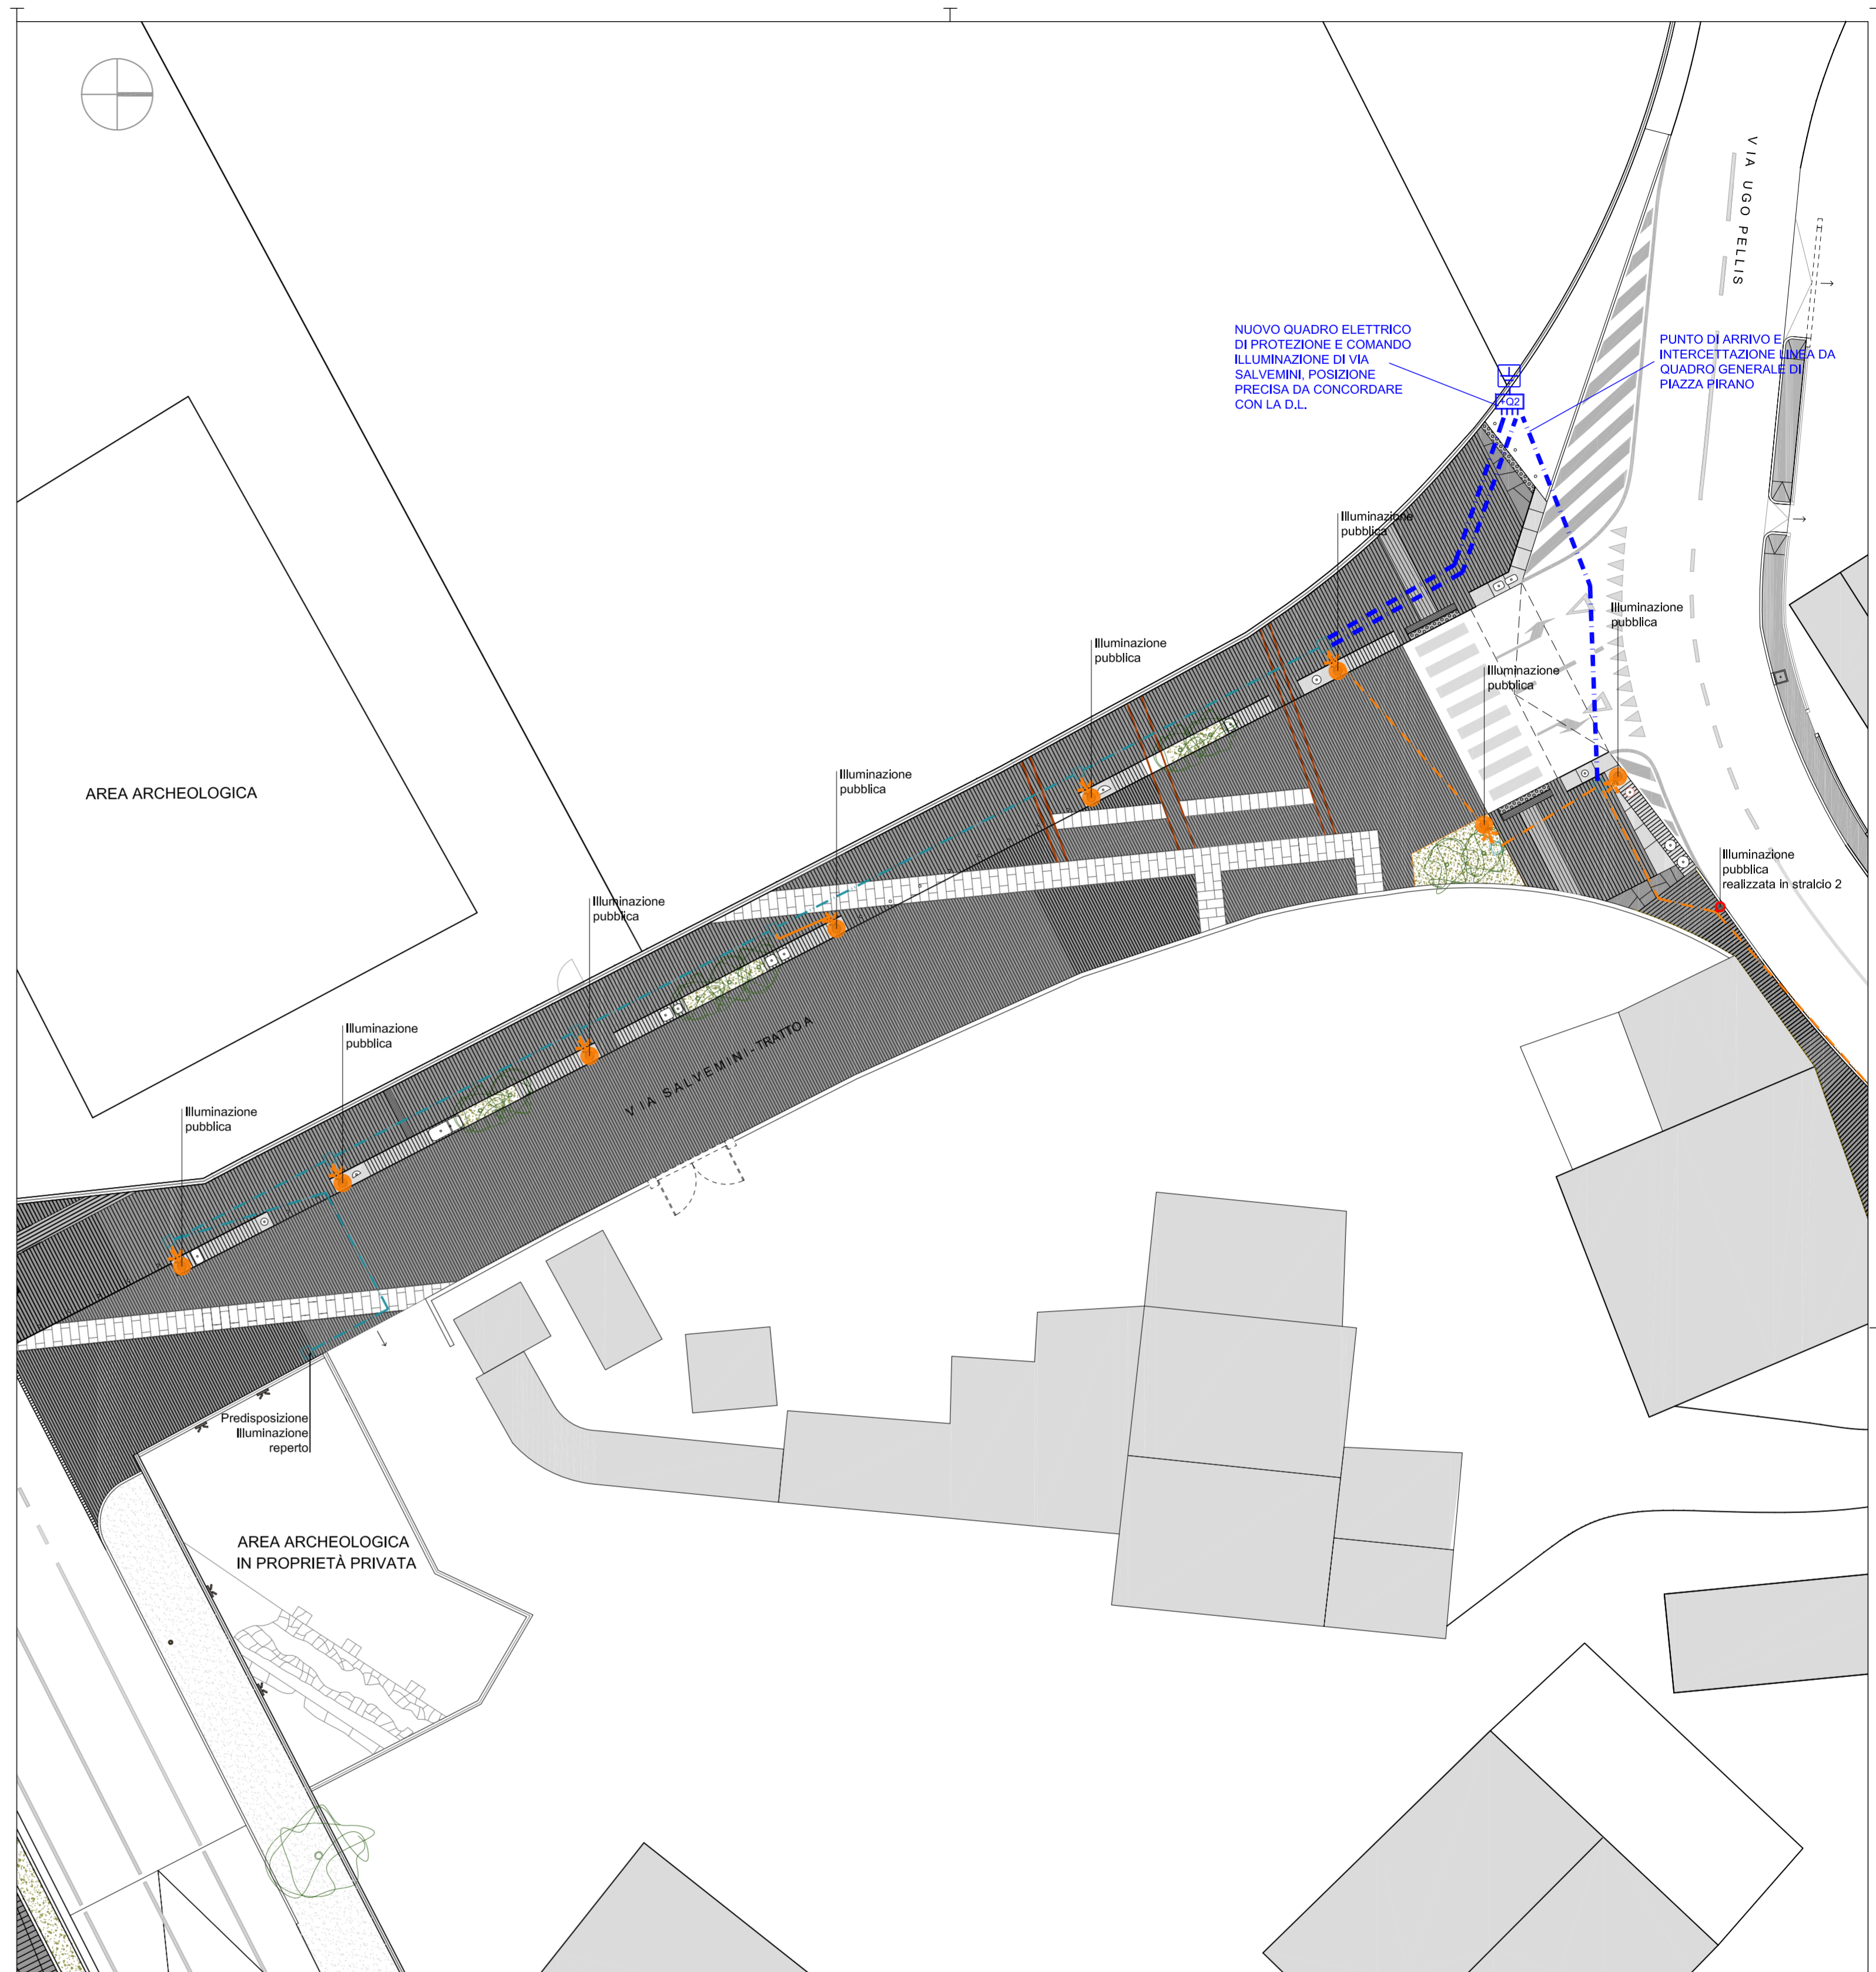 VIA UGO PELLIS
NUOVO QUADRO ELETTRICO
DI PROTEZIONE E COMANDO
ILLUMINAZIONE DI VIA
SALVEMINI, POSIZIONE
PRECISA DA CONCORDARE
CON LA D.L.
PUNTO DI ARRIVO E
INTERCETTAZIONE LINEA DA
QUADRO GENERALE DI
PIAZZA PIRANO
+Q2
Illuminazione
pubblica
Illuminazione
pubblica
Illuminazione
pubblica
Illuminazione
pubblica
Illuminazione
pubblica
AREA ARCHEOLOGICA
Illuminazione
pubblica
realizzata in stralcio 2
Illuminazione
pubblica
Illuminazione
pubblica
VIA SALVEMINI - TRATTO A
Illuminazione
pubblica
Predisposizione
Illuminazione
reperto
AREA ARCHEOLOGICA
IN PROPRIETÀ PRIVATA